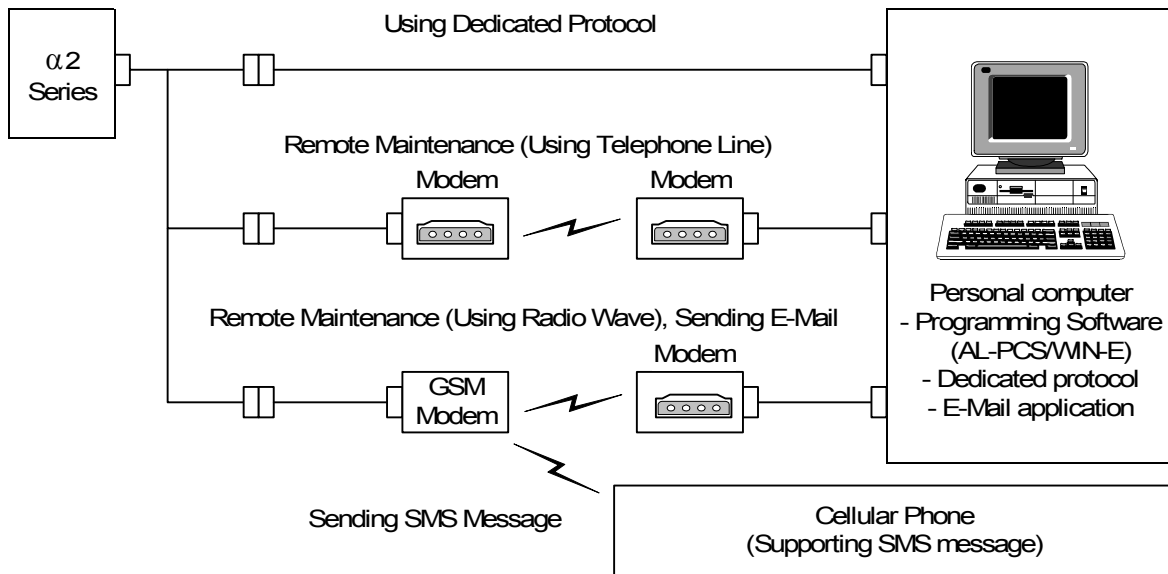 α2
Series
Using Dedicated Protocol
Remote Maintenance (Using Telephone Line)
Modem
Modem
Remote Maintenance (Using Radio Wave), Sending E-Mail
Modem
GSM
Modem
Sending SMS Message
Cellular Phone
(Supporting SMS message)
Personal computer
- Programming Software
(AL-PCS/WIN-E)
- Dedicated protocol
- E-Mail application